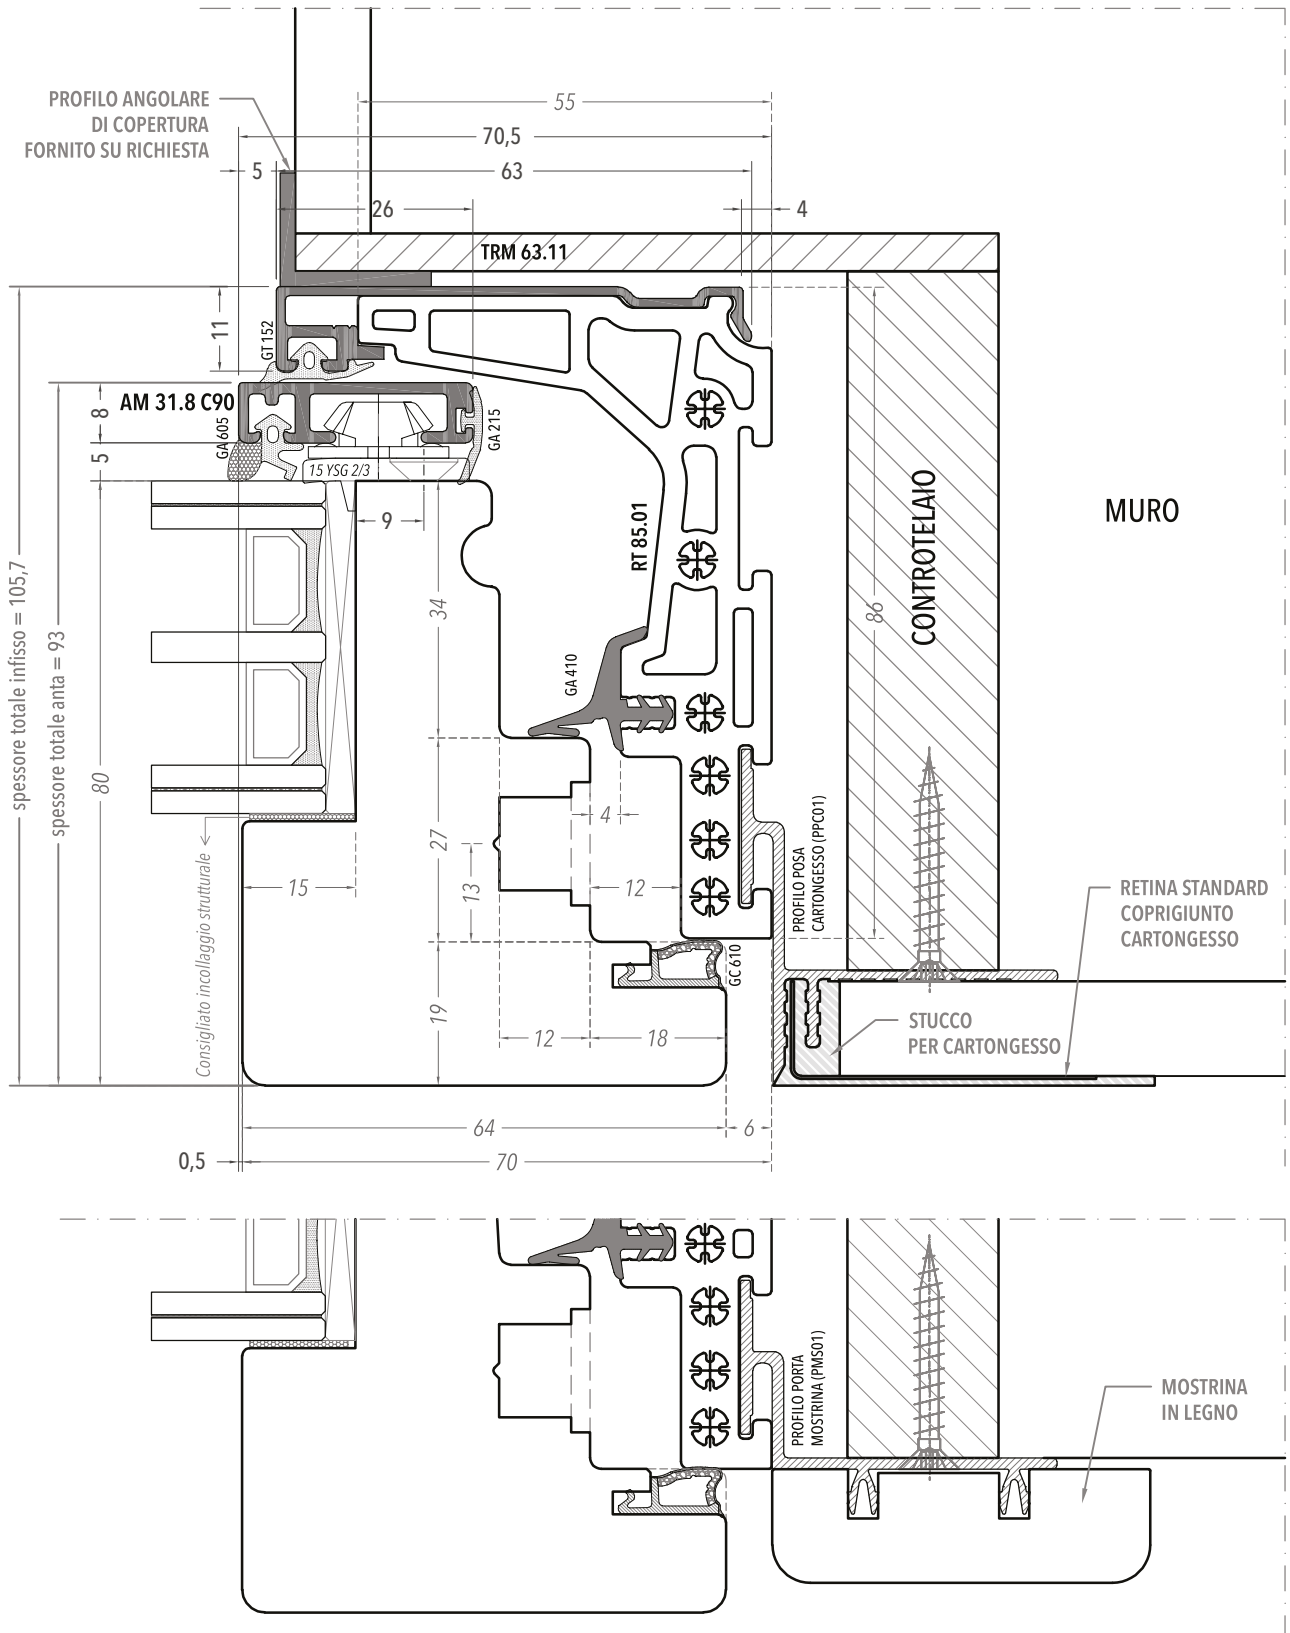 PROFILO ANGOLARE
DI COPERTURA
FORNITO SU RICHIESTA
55
70,5
5
63
26
4
TRM 63.11
11
GT 152
AM 31.8 C90
8
GA 605
GA 215
5
15 YSG 2/3
9
spessore totale infisso = 105,7
spessore totale anta = 93
80
34
RT 85.01
86
CONTROTELAIO
MURO
GA 410
4
27
13
12
15
Consigliato incollaggio strutturale
PROFILO POSA
CARTONGESSO (PPC01)
RETINA STANDARD
COPRIGIUNTO
CARTONGESSO
GC 610
19
12
18
STUCCO
PER CARTONGESSO
64
6
0,5
70
PROFILO PORTA
MOSTRINA (PMS01)
MOSTRINA
IN LEGNO